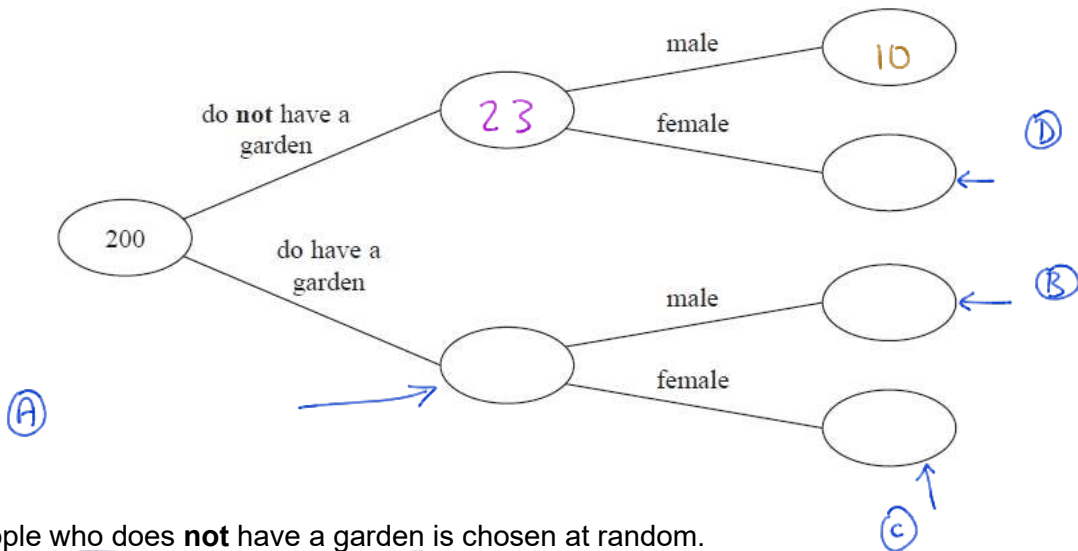 male
10
do not have a
garden
23
female
D
200
do have a
garden
male
B
female
A
C
ople who does not have a garden is chosen at random.